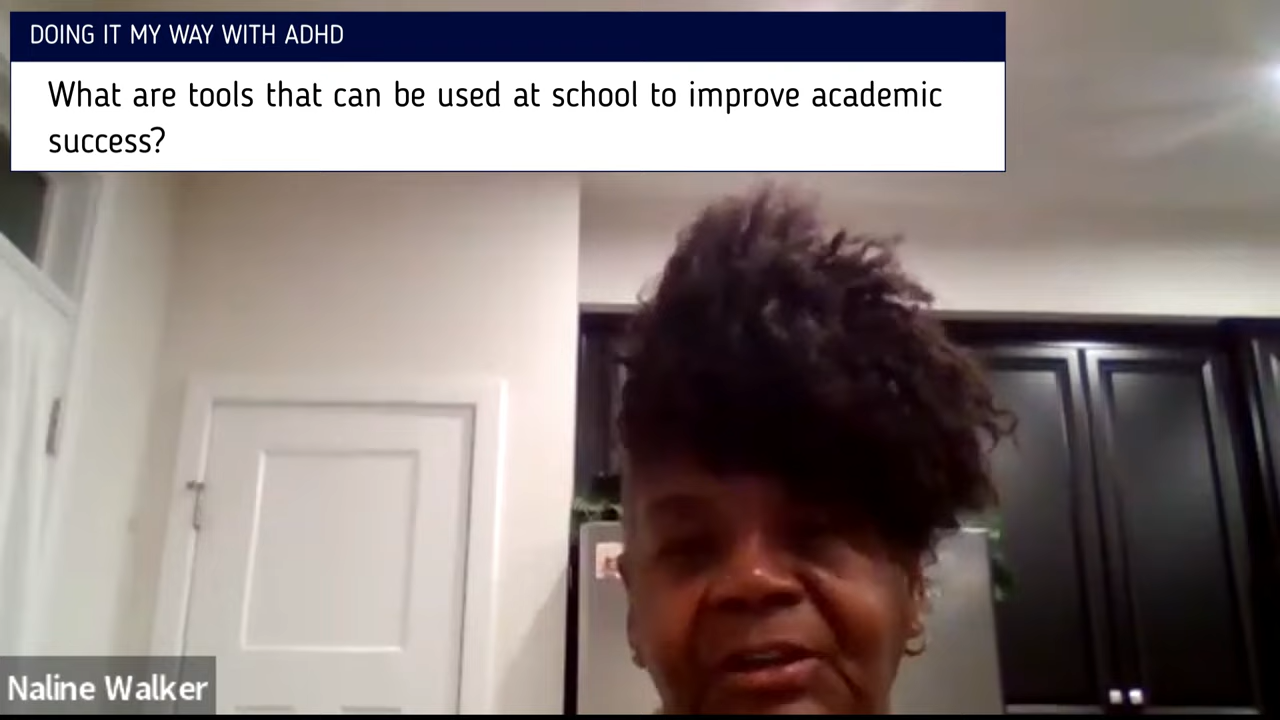 DOING IT MY WAY WITH ADHD
What are tools that can be used at school to improve academic
success?
Naline Walker